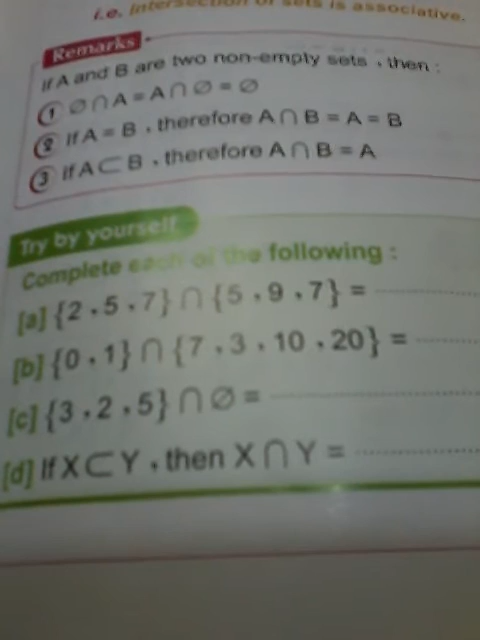 i.e. Intersection of sets is associative.
Remarks
If A and B are two non-empty sets , then :
① ∅ ∩ A = A ∩ ∅ = ∅
② If A = B , therefore A ∩ B = A = B
③ If A ⊂ B , therefore A ∩ B = A
Try by yourself
Complete each of the following :
[a] {2 , 5 , 7} ∩ {5 , 9 , 7} = ..................
[b] {0 , 1} ∩ {7 , 3 , 10 , 20} = ..................
[c] {3 , 2 , 5} ∩ ∅ = ..................
[d] If X ⊂ Y , then X ∩ Y = ..................